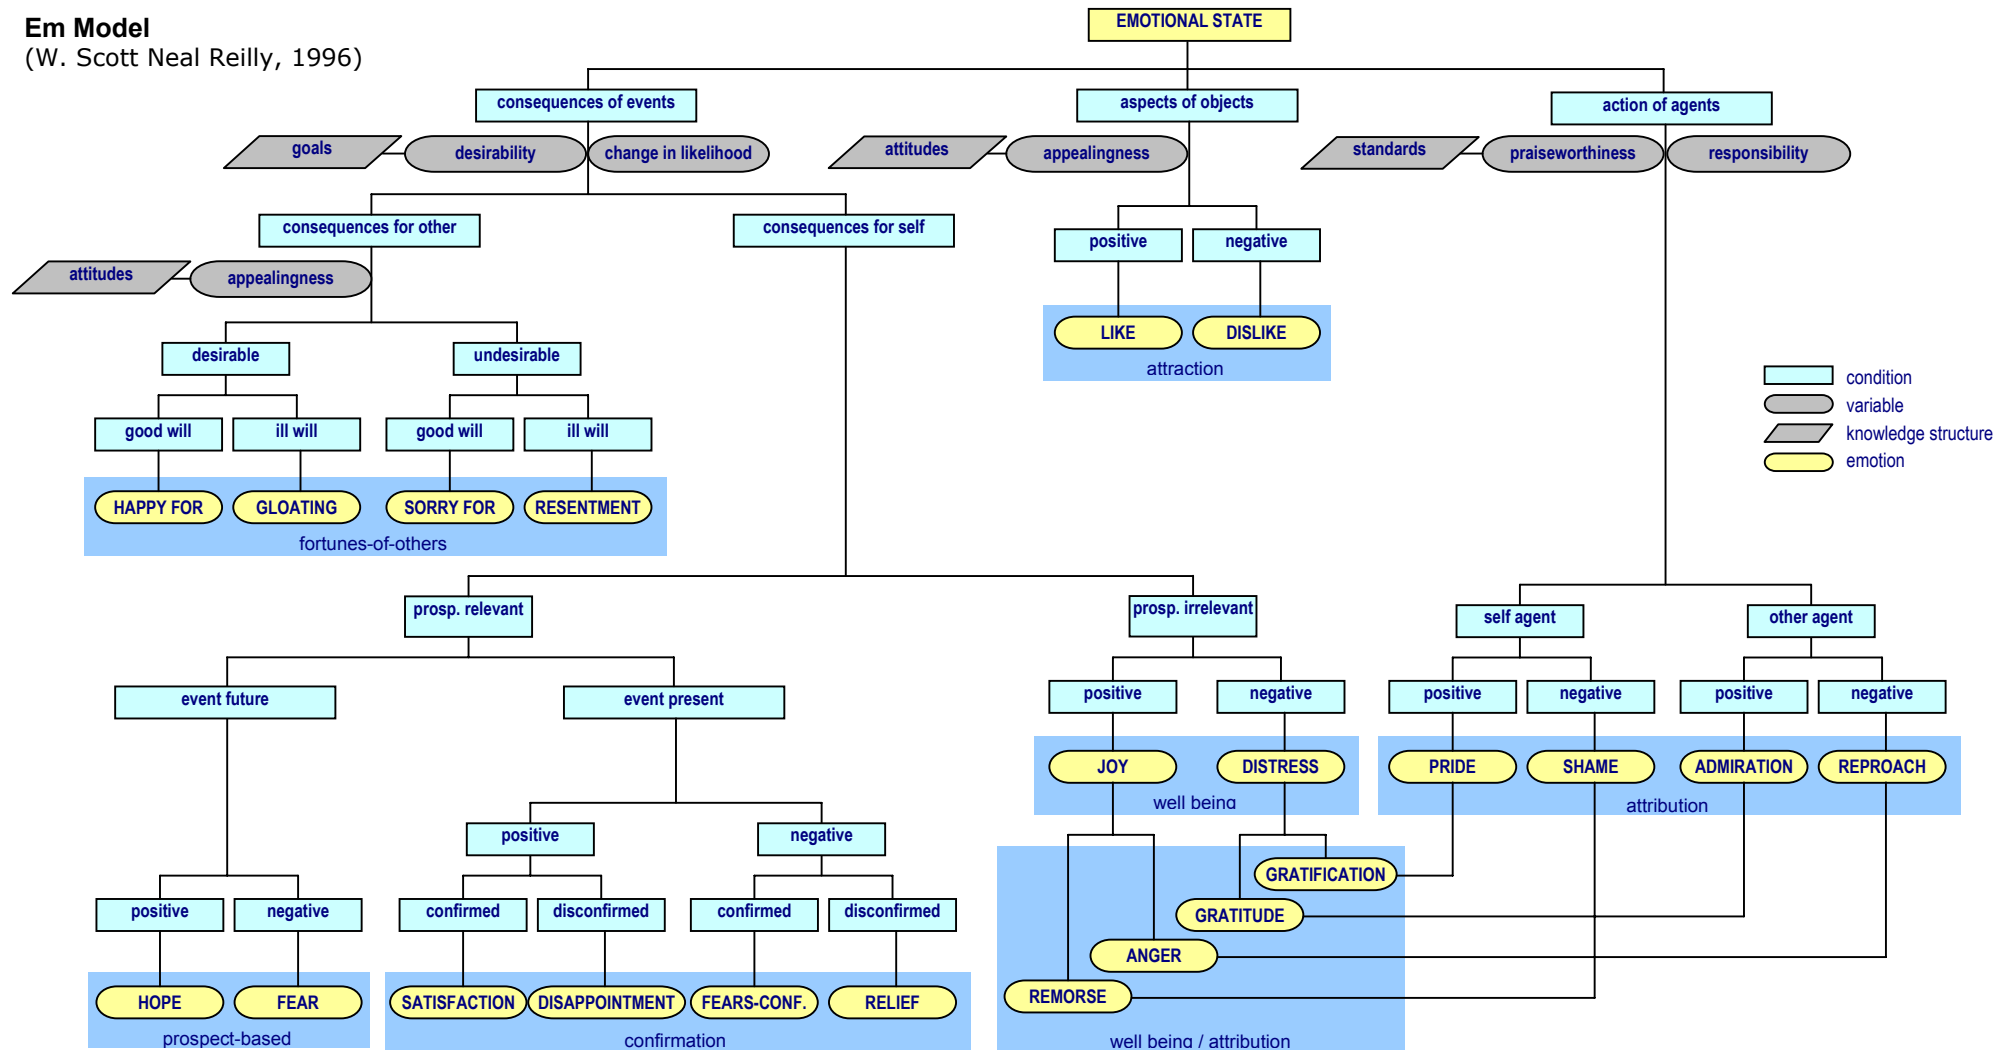 Em Model
(W. Scott Neal Reilly, 1996)
EMOTIONAL STATE
consequences of events
aspects of objects
action of agents
goals
desirability
change in likelihood
attitudes
appealingness
standards
praiseworthiness
responsibility
consequences for other
consequences for self
positive
negative
attitudes
appealingness
LIKE
DISLIKE
attraction
desirable
undesirable
good will
ill will
good will
ill will
HAPPY FOR
GLOATING
SORRY FOR
RESENTMENT
fortunes-of-others
condition
variable
knowledge structure
emotion
prosp. relevant
prosp. irrelevant
self agent
other agent
event future
event present
positive
negative
positive
negative
positive
negative
JOY
DISTRESS
well being
PRIDE
SHAME
ADMIRATION
REPROACH
attribution
positive
negative
GRATIFICATION
GRATITUDE
ANGER
REMORSE
well being / attribution
positive
negative
confirmed
disconfirmed
confirmed
disconfirmed
HOPE
FEAR
prospect-based
SATISFACTION
DISAPPOINTMENT
FEARS-CONF.
RELIEF
confirmation